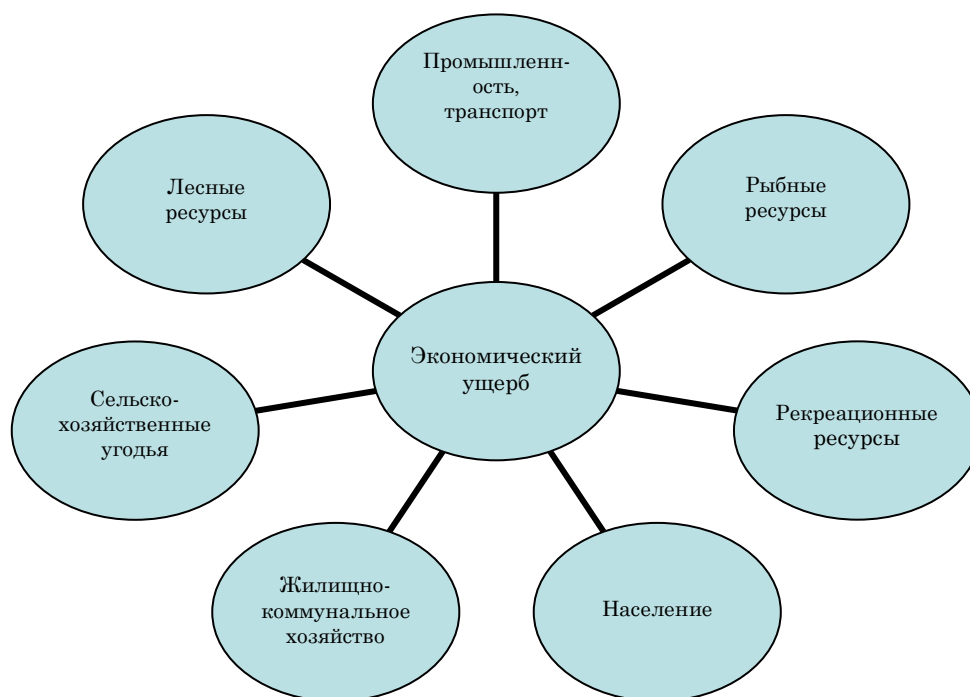 Промышленн-
ость,
транспорт
Лесные
ресурсы
Рыбные
ресурсы
Экономический
ущерб
Сельско-
хозяйственные
угодья
Рекреационные
ресурсы
Жилищно-
коммунальное
хозяйство
Население